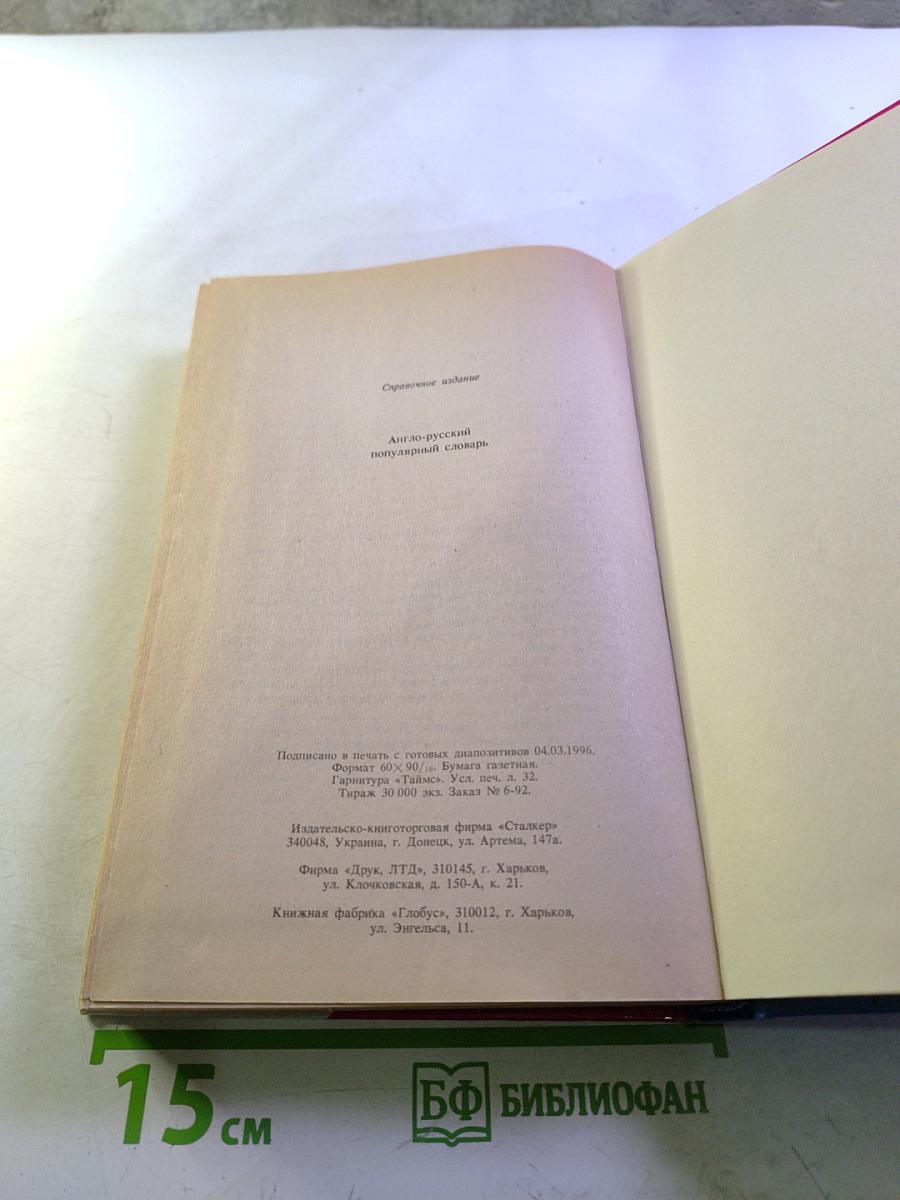 Справочное издание
Англо-русский
популярный словарь
Подписано в печать с готовых диапозитивов 04.03.1996.
Формат 60×90/16. Бумага газетная.
Гарнитура «Таймс». Усл. печ. л. 32.
Тираж 30 000 экз. Заказ № 6-92.
Издательско-книготорговая фирма «Сталкер»
340048, Украина, г. Донецк, ул. Артема, 147а.
Фирма «Друк, ЛТД», 310145, г. Харьков,
ул. Клочковская, д. 150-А, к. 21.
Книжная фабрика «Глобус», 310012, г. Харьков,
ул. Энгельса, 11.
15 см
БФ БИБЛИОФАН